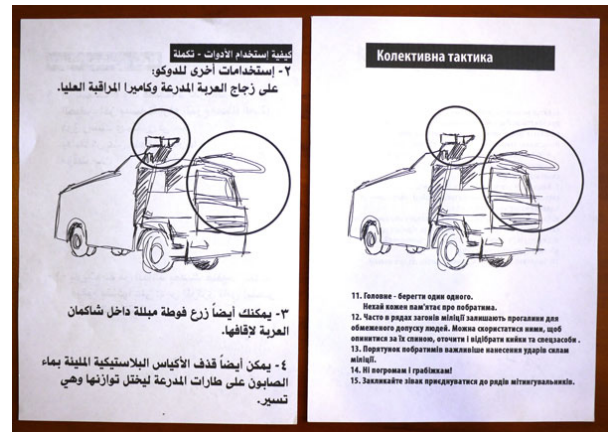 كيفية إستخدام الأدوات - تكملة
٢- إستخدامات أخرى للدوكو:
على زجاج العربة المدرعة وكاميرا المراقبة العليا.
٣- يمكنك أيضاً زرع فوطة مبللة داخل شاكمان
العربة لإقافها.
٤- يمكن أيضاً قذف الأكياس البلاستيكية المليئة بماء
الصابون على طارات المدرعة ليختل توازنها وهي
تسير.
Колективна тактика
11. Головне - берегти один одного.
Нехай кожен пам'ятає про побратима.
12. Часто в рядах загонів міліції залишають прогалини для
обмеженого допуску людей. Можна скористатися ними, щоб
опинитися за їх спиною, оточити і відібрати кийки та спецзасоби .
13. Порятунок побратимів важливіше нанесення ударів силам
міліції.
14. Ні погромам і грабіжкам!
15. Закликайте зівак приєднуватися до рядів мітингувальників.